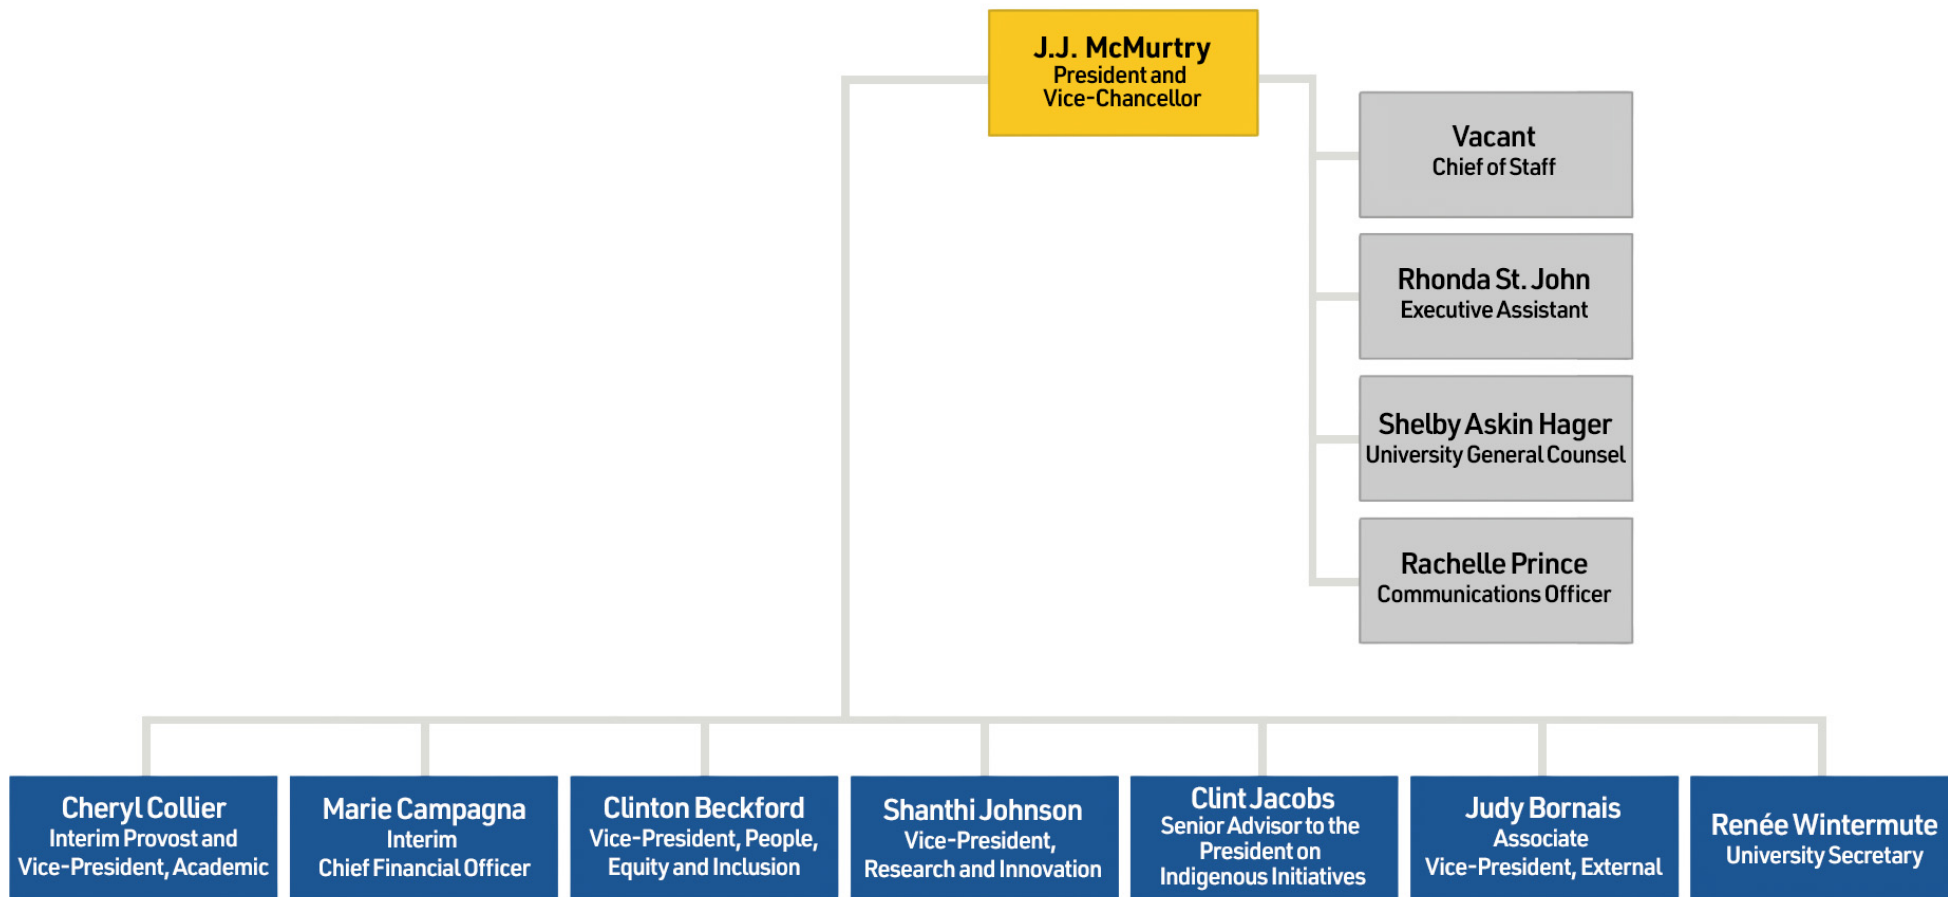 J.J. McMurtry
President and
Vice-Chancellor
Vacant
Chief of Staff
Rhonda St. John
Executive Assistant
Shelby Askin Hager
University General Counsel
Rachelle Prince
Communications Officer
Cheryl Collier
Interim Provost and
Vice-President, Academic
Marie Campagna
Interim
Chief Financial Officer
Clinton Beckford
Vice-President, People,
Equity and Inclusion
Shanthi Johnson
Vice-President,
Research and Innovation
Clint Jacobs
Senior Advisor to the
President on
Indigenous Initiatives
Judy Bornais
Associate
Vice-President, External
Renée Wintermute
University Secretary